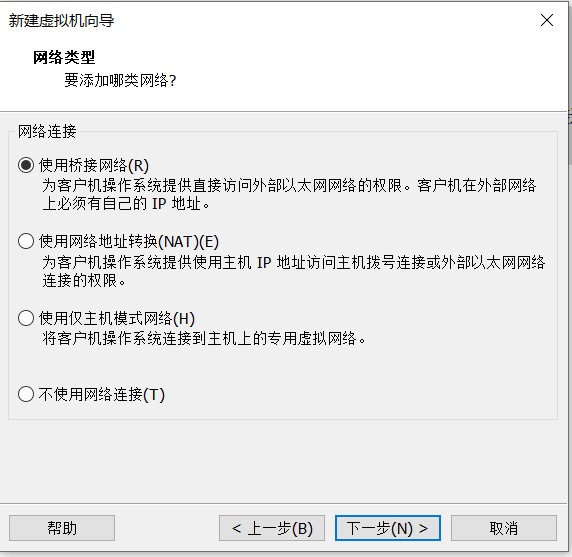 新建虚拟机向导
网络类型
要添加哪类网络?
网络连接
使用桥接网络(R)
为客户机操作系统提供直接访问外部以太网网络的权限。客户机在外部网络
上必须有自己的 IP 地址。
使用网络地址转换(NAT)(E)
为客户机操作系统提供使用主机 IP 地址访问主机拨号连接或外部以太网网络
连接的权限。
使用仅主机模式网络(H)
将客户机操作系统连接到主机上的专用虚拟网络。
不使用网络连接(T)
帮助
< 上一步(B)
下一步(N) >
取消